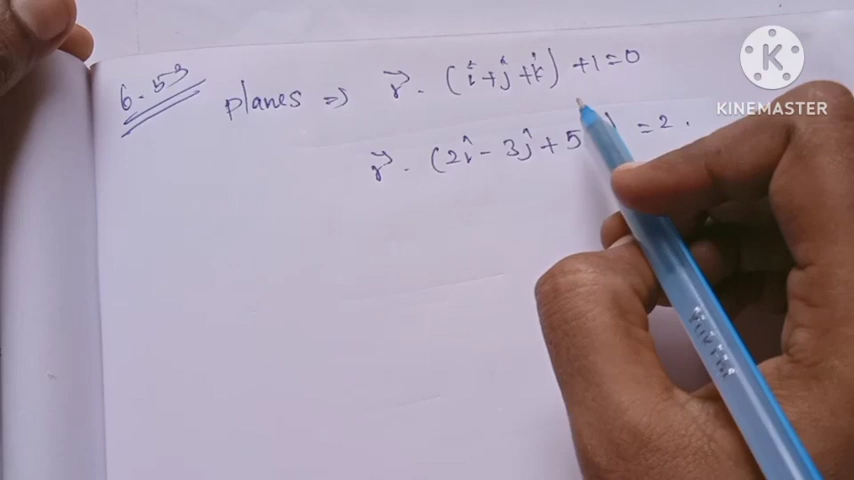 6.53
planes ⇒ r⃗ . (î + ĵ + k̂) + 1 = 0
r⃗ . (2î - 3ĵ + 5 ) = 2 .
K
KINEMASTER